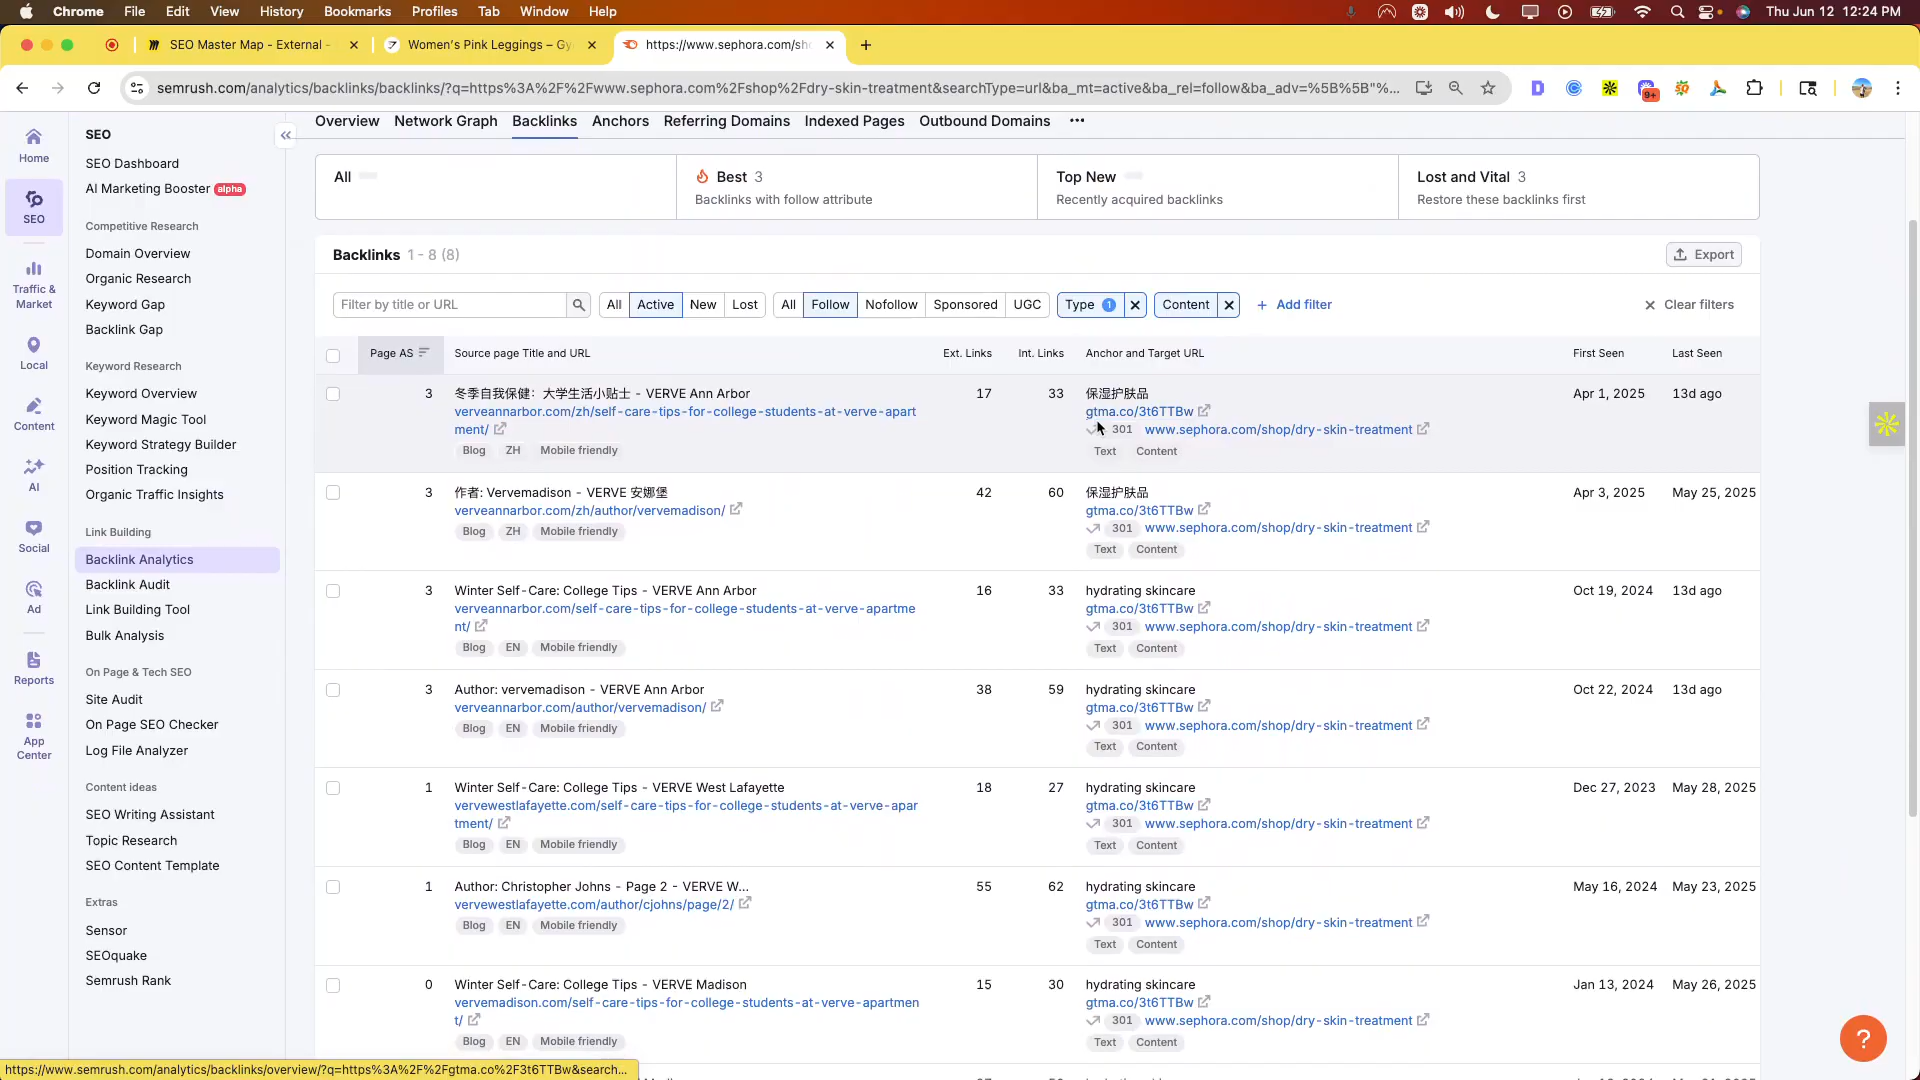 Chrome File Edit View History Bookmarks Profiles Tab Window Help Thu Jun 12 12:24 PM
SEO Master Map - External - Women's Pink Leggings – Gy https://www.sephora.com/sho
semrush.com/analytics/backlinks/backlinks/?q=https%3A%2F%2Fwww.sephora.com%2Fshop%2Fdry-skin-treatment&searchType=url&ba_mt=active&ba_rel=follow&ba_adv=%5B%5B"%... 9+
Home
SEO
Traffic & Market
Local
Content
AI
Social
Ad
Reports
App Center
SEO
SEO Dashboard
AI Marketing Booster alpha
Competitive Research
Domain Overview
Organic Research
Keyword Gap
Backlink Gap
Keyword Research
Keyword Overview
Keyword Magic Tool
Keyword Strategy Builder
Position Tracking
Organic Traffic Insights
Link Building
Backlink Analytics
Backlink Audit
Link Building Tool
Bulk Analysis
On Page & Tech SEO
Site Audit
On Page SEO Checker
Log File Analyzer
Content ideas
SEO Writing Assistant
Topic Research
SEO Content Template
Extras
Sensor
SEOquake
Semrush Rank
Overview Network Graph Backlinks Anchors Referring Domains Indexed Pages Outbound Domains •••
All
Best 3
Backlinks with follow attribute
Top New
Recently acquired backlinks
Lost and Vital 3
Restore these backlinks first
Backlinks 1 - 8 (8) Export
Filter by title or URL All Active New Lost All Follow Nofollow Sponsored UGC Type 1 Content + Add filter Clear filters
Page AS Source page Title and URL Ext. Links Int. Links Anchor and Target URL First Seen Last Seen
3 冬季自我保健：大学生活小贴士 - VERVE Ann Arbor 17 33 保湿护肤品 Apr 1, 2025 13d ago
verveannarbor.com/zh/self-care-tips-for-college-students-at-verve-apart gtma.co/3t6TTBw
ment/ 301 www.sephora.com/shop/dry-skin-treatment
Blog ZH Mobile friendly Text Content
3 作者: Vervemadison - VERVE 安娜堡 42 60 保湿护肤品 Apr 3, 2025 May 25, 2025
verveannarbor.com/zh/author/vervemadison/ gtma.co/3t6TTBw
Blog ZH Mobile friendly 301 www.sephora.com/shop/dry-skin-treatment
Text Content
3 Winter Self-Care: College Tips - VERVE Ann Arbor 16 33 hydrating skincare Oct 19, 2024 13d ago
verveannarbor.com/self-care-tips-for-college-students-at-verve-apartme gtma.co/3t6TTBw
nt/ 301 www.sephora.com/shop/dry-skin-treatment
Blog EN Mobile friendly Text Content
3 Author: vervemadison - VERVE Ann Arbor 38 59 hydrating skincare Oct 22, 2024 13d ago
verveannarbor.com/author/vervemadison/ gtma.co/3t6TTBw
Blog EN Mobile friendly 301 www.sephora.com/shop/dry-skin-treatment
Text Content
1 Winter Self-Care: College Tips - VERVE West Lafayette 18 27 hydrating skincare Dec 27, 2023 May 28, 2025
vervewestlafayette.com/self-care-tips-for-college-students-at-verve-apar gtma.co/3t6TTBw
tment/ 301 www.sephora.com/shop/dry-skin-treatment
Blog EN Mobile friendly Text Content
1 Author: Christopher Johns - Page 2 - VERVE W... 55 62 hydrating skincare May 16, 2024 May 23, 2025
vervewestlafayette.com/author/cjohns/page/2/ gtma.co/3t6TTBw
Blog EN Mobile friendly 301 www.sephora.com/shop/dry-skin-treatment
Text Content
0 Winter Self-Care: College Tips - VERVE Madison 15 30 hydrating skincare Jan 13, 2024 May 26, 2025
vervemadison.com/self-care-tips-for-college-students-at-verve-apartmen gtma.co/3t6TTBw
t/ 301 www.sephora.com/shop/dry-skin-treatment
Blog EN Mobile friendly Text Content
https://www.semrush.com/analytics/backlinks/overview/?q=https%3A%2F%2Fgtma.co%2F3t6TTBw&search...
?